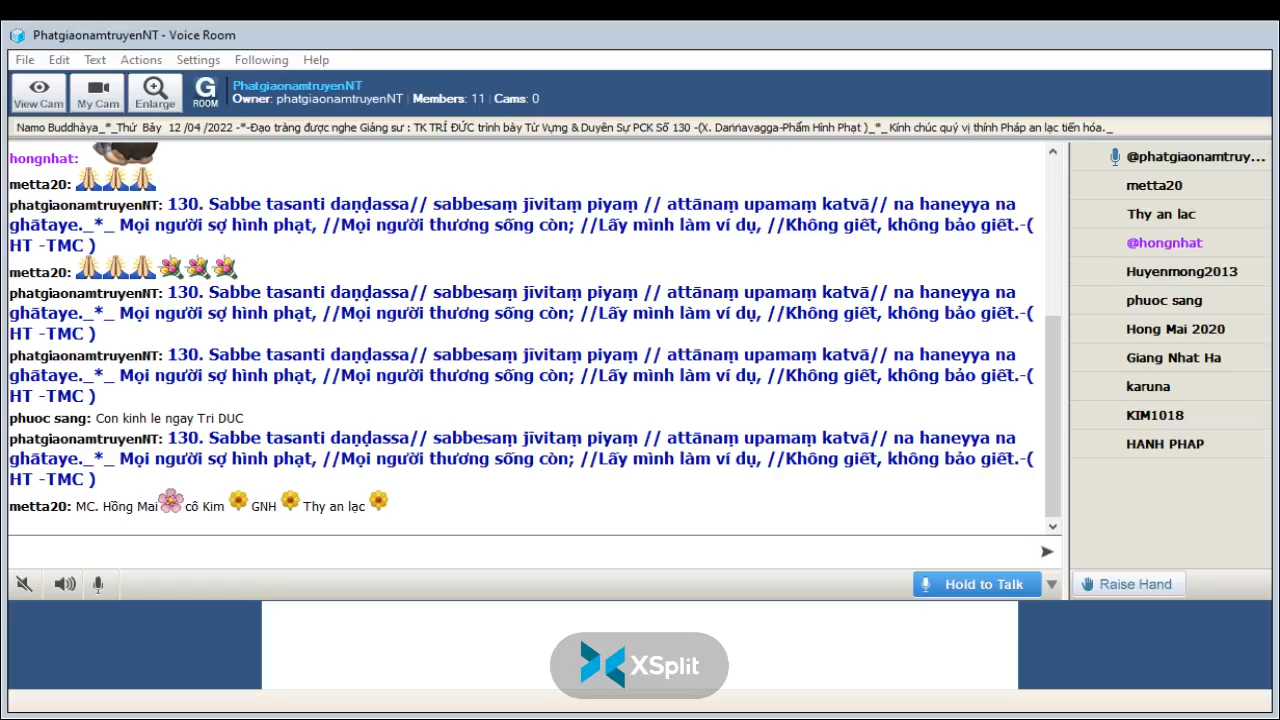 PhatgiaonamtruyenNT - Voice Room
File Edit Text Actions Settings Following Help
View Cam My Cam Enlarge G ROOM
PhatgiaonamtruyenNT
Owner: phatgiaonamtruyenNT | Members: 11 | Cams: 0
Namo Buddhàya_*_Thứ Bảy 12 /04 /2022 -*-Đạo tràng được nghe Giảng sư : TK TRÍ ĐỨC trình bày Từ Vựng & Duyên Sự PCK Số 130 -(X. Daṇṇavagga-Phẩm Hình Phạt )_*_ Kính chúc quý vị thính Pháp an lạc tiến hóa._
hongnhat:
metta20:
phatgiaonamtruyenNT: 130. Sabbe tasanti daṇḍassa// sabbesaṃ jīvitaṃ piyaṃ // attānaṃ upamaṃ katvā// na haneyya na
ghātaye._*_ Mọi người sợ hình phạt, //Mọi người thương sống còn; //Lấy mình làm ví dụ, //Không giết, không bảo giết.-(
HT -TMC )
metta20:
phatgiaonamtruyenNT: 130. Sabbe tasanti daṇḍassa// sabbesaṃ jīvitaṃ piyaṃ // attānaṃ upamaṃ katvā// na haneyya na
ghātaye._*_ Mọi người sợ hình phạt, //Mọi người thương sống còn; //Lấy mình làm ví dụ, //Không giết, không bảo giết.-(
HT -TMC )
phatgiaonamtruyenNT: 130. Sabbe tasanti daṇḍassa// sabbesaṃ jīvitaṃ piyaṃ // attānaṃ upamaṃ katvā// na haneyya na
ghātaye._*_ Mọi người sợ hình phạt, //Mọi người thương sống còn; //Lấy mình làm ví dụ, //Không giết, không bảo giết.-(
HT -TMC )
phuoc sang: Con kinh le ngay Tri DUC
phatgiaonamtruyenNT: 130. Sabbe tasanti daṇḍassa// sabbesaṃ jīvitaṃ piyaṃ // attānaṃ upamaṃ katvā// na haneyya na
ghātaye._*_ Mọi người sợ hình phạt, //Mọi người thương sống còn; //Lấy mình làm ví dụ, //Không giết, không bảo giết.-(
HT -TMC )
metta20: MC. Hồng Mai cô Kim GNH Thy an lạc
@phatgiaonamtruy...
metta20
Thy an lac
@hongnhat
Huyenmong2013
phuoc sang
Hong Mai 2020
Giang Nhat Ha
karuna
KIM1018
HANH PHAP
Hold to Talk
Raise Hand
XSplit